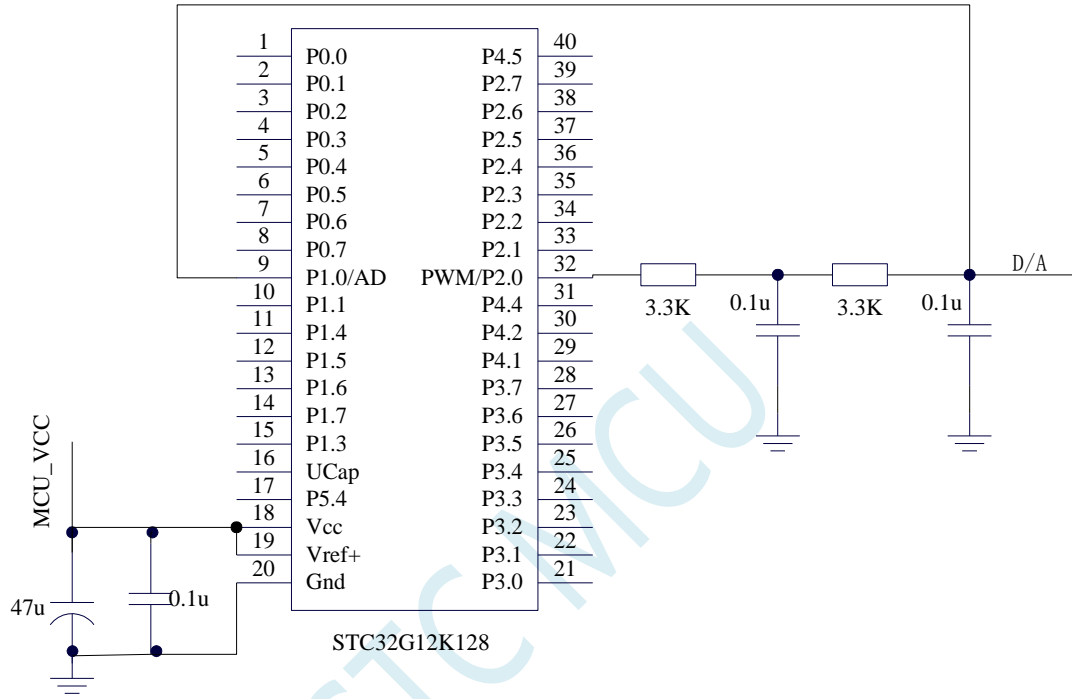 1 P0.0 P4.5 40
2 P0.1 P2.7 39
3 P0.2 P2.6 38
4 P0.3 P2.5 37
5 P0.4 P2.4 36
6 P0.5 P2.3 35
7 P0.6 P2.2 34
8 P0.7 P2.1 33
9 P1.0/AD PWM/P2.0 32
10 P1.1 P4.4 31
11 P1.4 P4.2 30
12 P1.5 P4.1 29
13 P1.6 P3.7 28
14 P1.7 P3.6 27
15 P1.3 P3.5 26
16 UCap P3.4 25
17 P5.4 P3.3 24
18 Vcc P3.2 23
19 Vref+ P3.1 22
20 Gnd P3.0 21
STC32G12K128
D/A
3.3K 0.1u 3.3K 0.1u
MCU_VCC
47u 0.1u
STC MCU